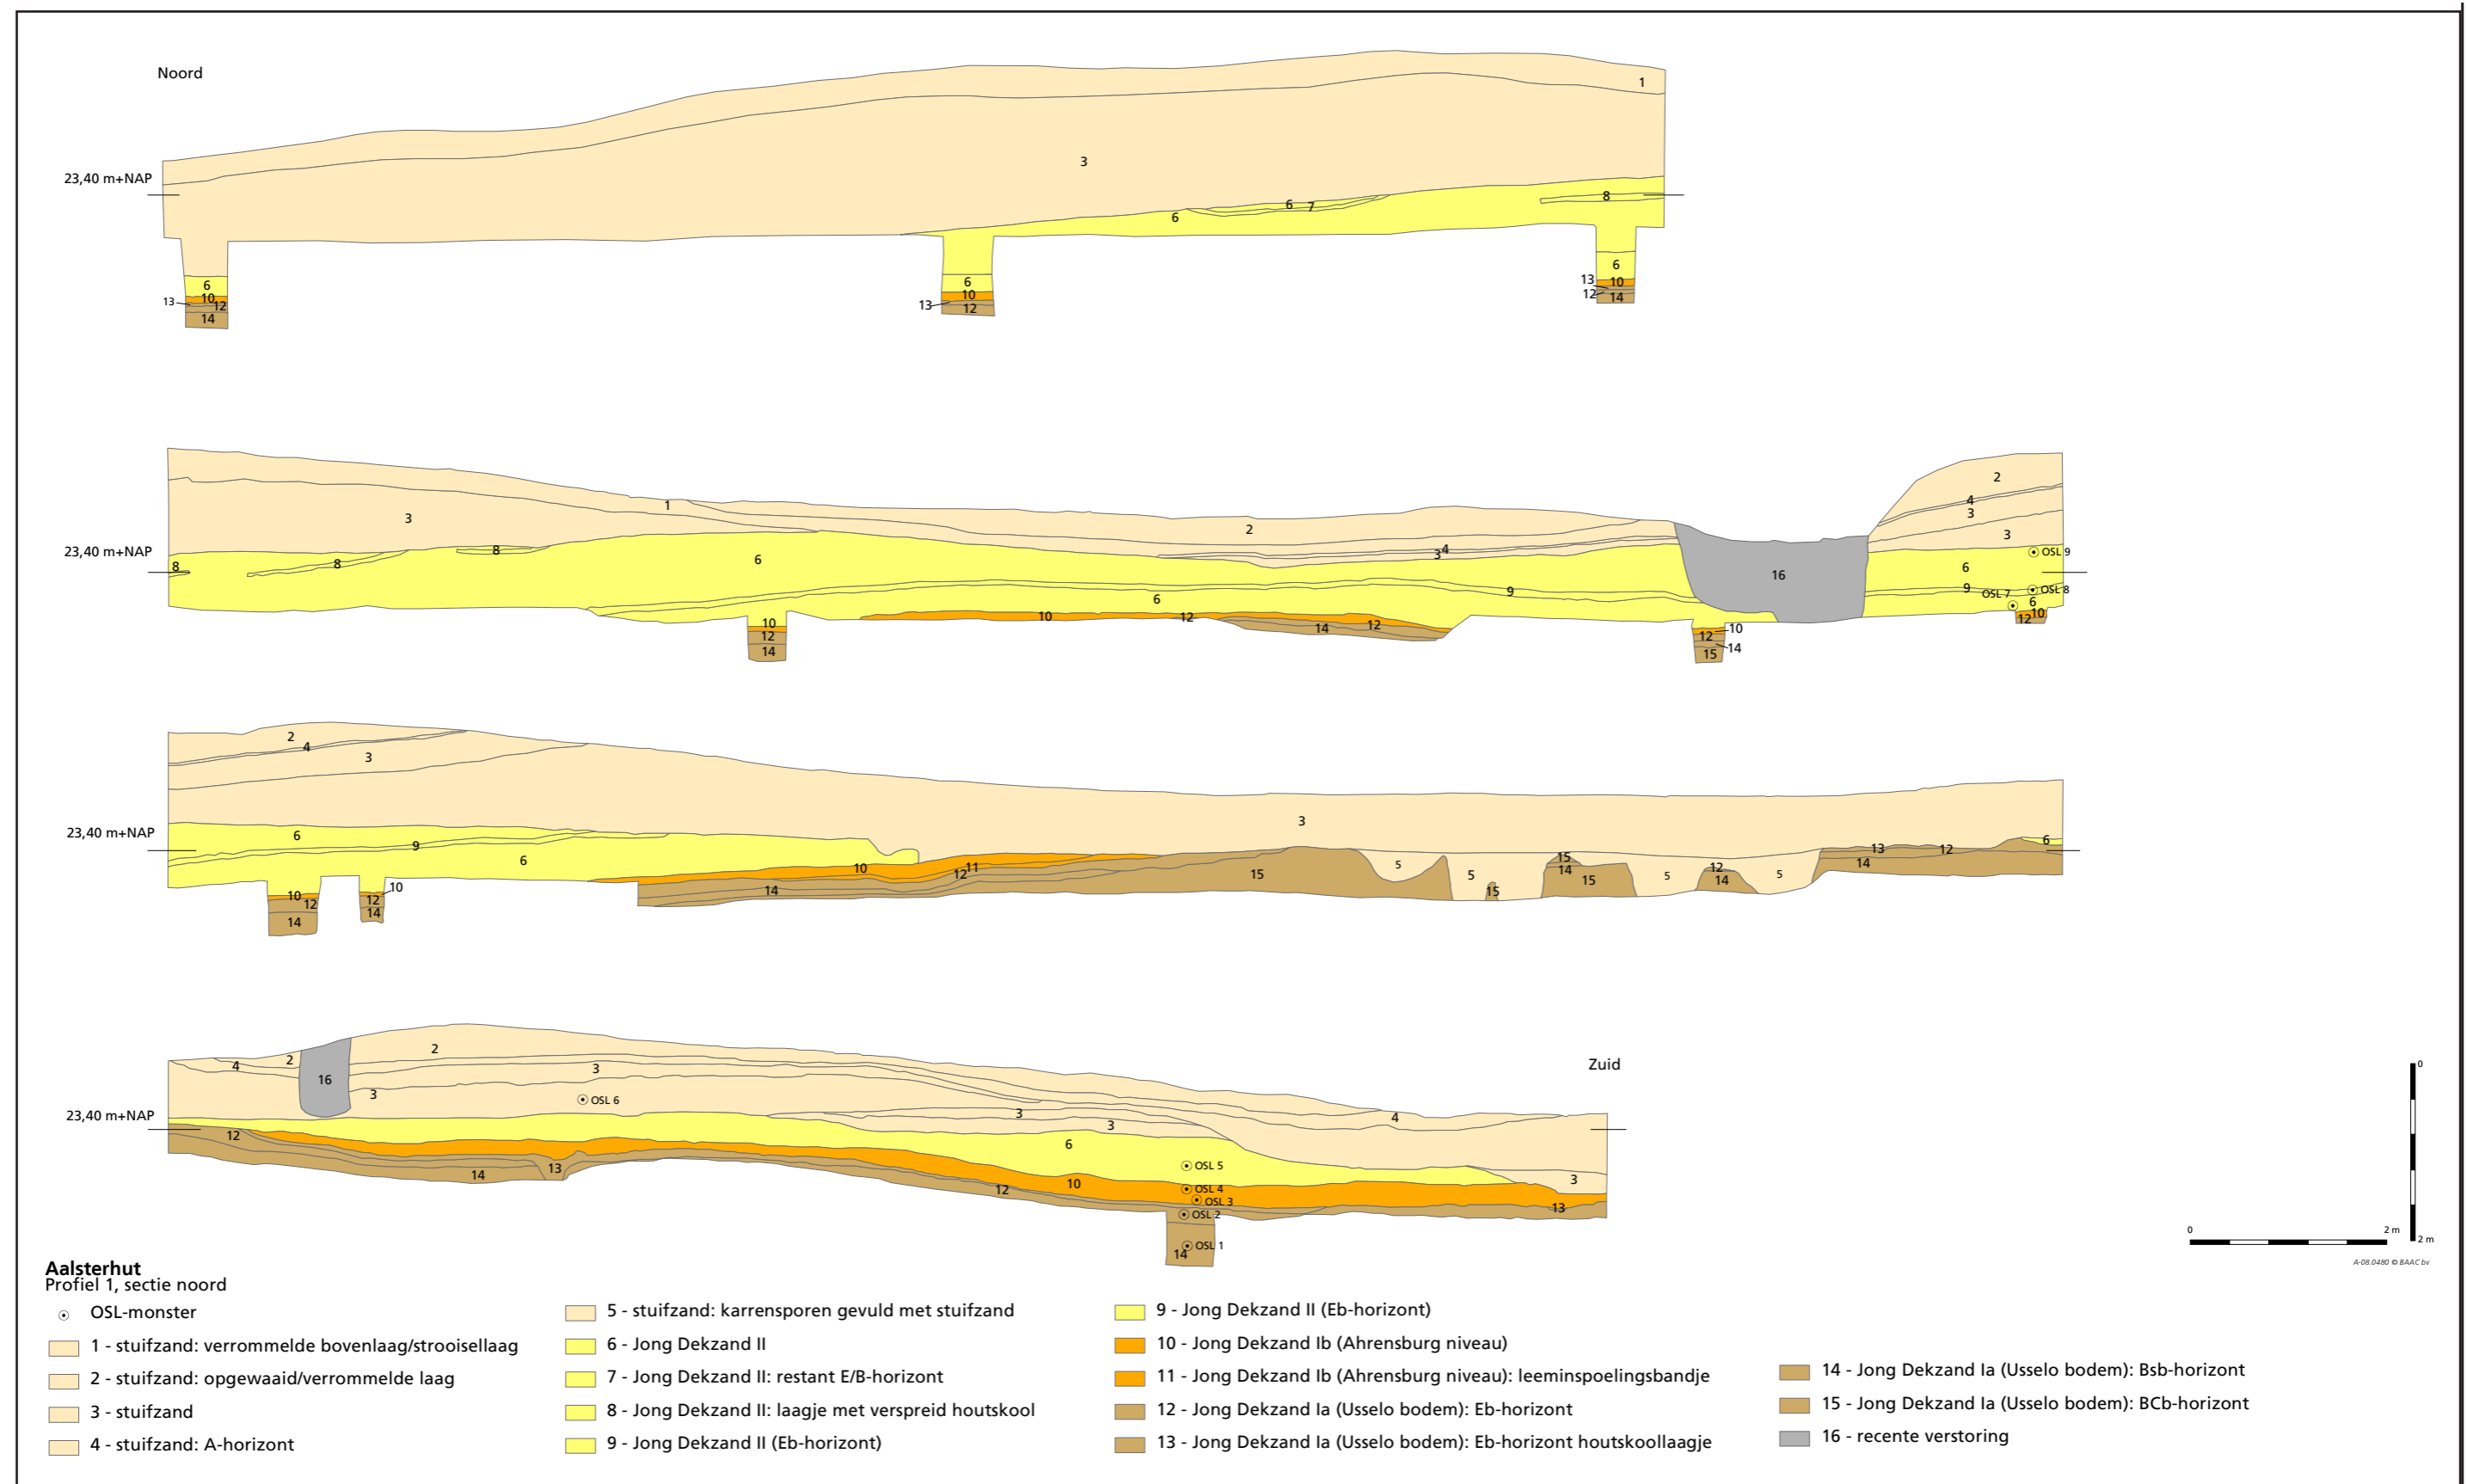 Noord
1
23,40 m+NAP
3
8
6 7
6
6
6
6
13 10
10
13 10 12
12 14
13 12
14
2
1
4
3
3
2
3
23,40 m+NAP
8
4
3
OSL 9
8
8
6
16
6
9
9
OSL 7 OSL 8
6
6
10
12
10
12
10
12
14
12
10
12
14
14
15
2
4
3
3
23,40 m+NAP
6
9
6
13 12
6
10
11
12
14
15
5
15
14
15
5
15
5
12
14
5
14
10
10
12
12
14
14
2
2
4
16
3
3
OSL 6
Zuid
23,40 m+NAP
3
3
4
12
6
13
14
OSL 5
10
OSL 4
12
OSL 3
OSL 2
3
13
OSL 1
14
0
0 2 m
2 m
A-08.0480 © BAAC bv
Aalsterhut
Profiel 1, sectie noord
OSL-monster
1 - stuifzand: verrommelde bovenlaag/strooisellaag
2 - stuifzand: opgewaaid/verrommelde laag
3 - stuifzand
4 - stuifzand: A-horizont
5 - stuifzand: karrensporen gevuld met stuifzand
6 - Jong Dekzand II
7 - Jong Dekzand II: restant E/B-horizont
8 - Jong Dekzand II: laagje met verspreid houtskool
9 - Jong Dekzand II (Eb-horizont)
9 - Jong Dekzand II (Eb-horizont)
10 - Jong Dekzand Ib (Ahrensburg niveau)
11 - Jong Dekzand Ib (Ahrensburg niveau): leeminspoelingsbandje
12 - Jong Dekzand Ia (Usselo bodem): Eb-horizont
13 - Jong Dekzand Ia (Usselo bodem): Eb-horizont houtskoollaagje
14 - Jong Dekzand Ia (Usselo bodem): Bsb-horizont
15 - Jong Dekzand Ia (Usselo bodem): BCb-horizont
16 - recente verstoring